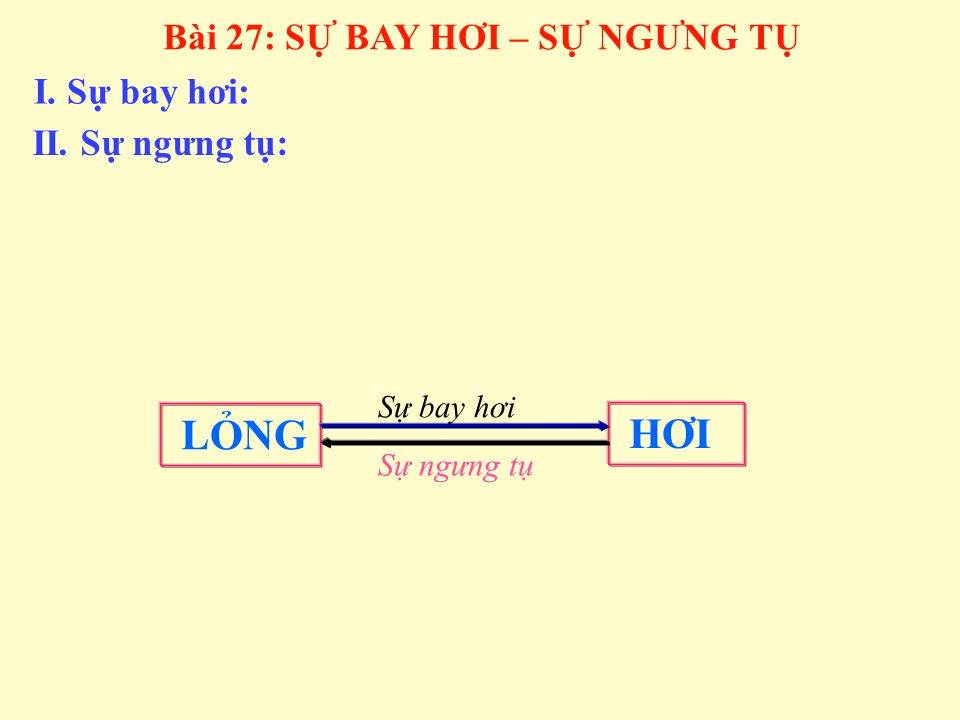 Bài 27: SỰ BAY HƠI – SỰ NGƯNG TỤ
I. Sự bay hơi:
II. Sự ngưng tụ:
Sự bay hơi
LỎNG
HƠI
Sự ngưng tụ